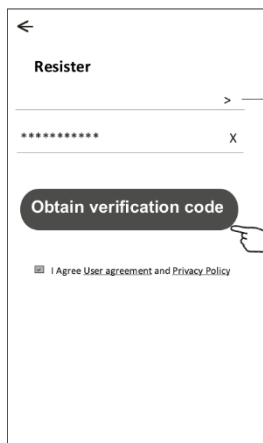 Resister
>
*********** X
Obtain verification code
I Agree User agreement and Privacy Policy